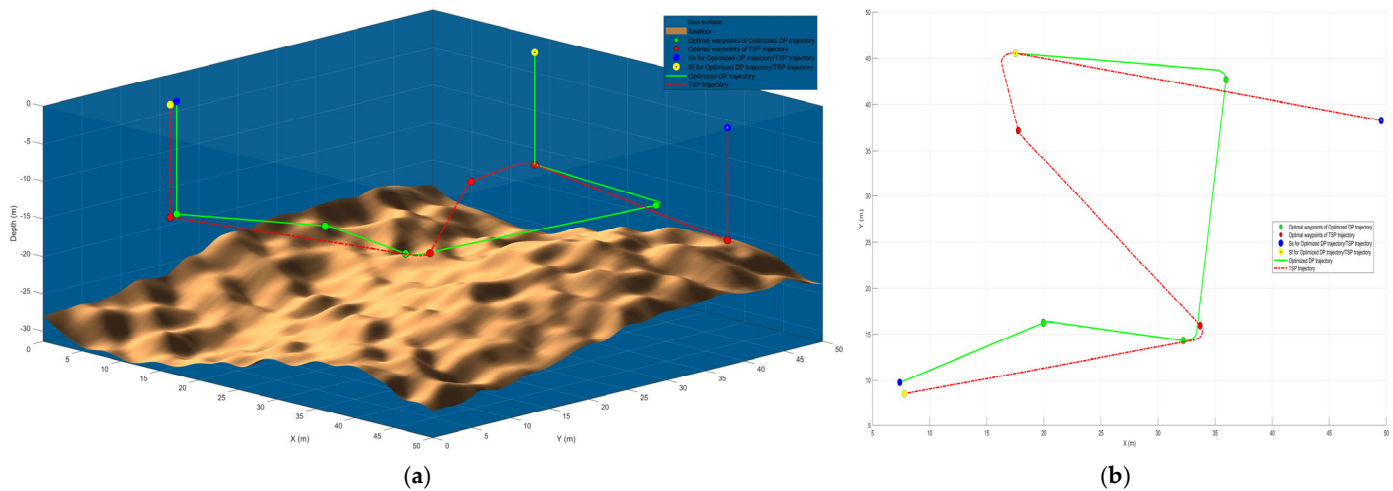 Sea surface
Seafloor
Optimal waypoints of Optimized DP trajectory
Optimal waypoints of TSP trajectory
Ss for Optimized DP trajectory/TSP trajectory
Sf for Optimized DP trajectory/TSP trajectory
Optimized DP trajectory
TSP trajectory
0
-5
-10
-15
-20
-25
-30
Depth (m)
0
5
10
15
20
25
30
35
40
45
50
X (m)
0
5
10
15
20
25
30
35
40
45
50
Y (m)
(a)
50
45
40
35
30
25
20
15
10
5
Y (m)
Optimal waypoints of Optimized DP trajectory
Optimal waypoints of TSP trajectory
Ss for Optimized DP trajectory/TSP trajectory
Sf for Optimized DP trajectory/TSP trajectory
Optimized DP trajectory
TSP trajectory
5
10
15
20
25
30
35
40
45
50
X (m)
(b)